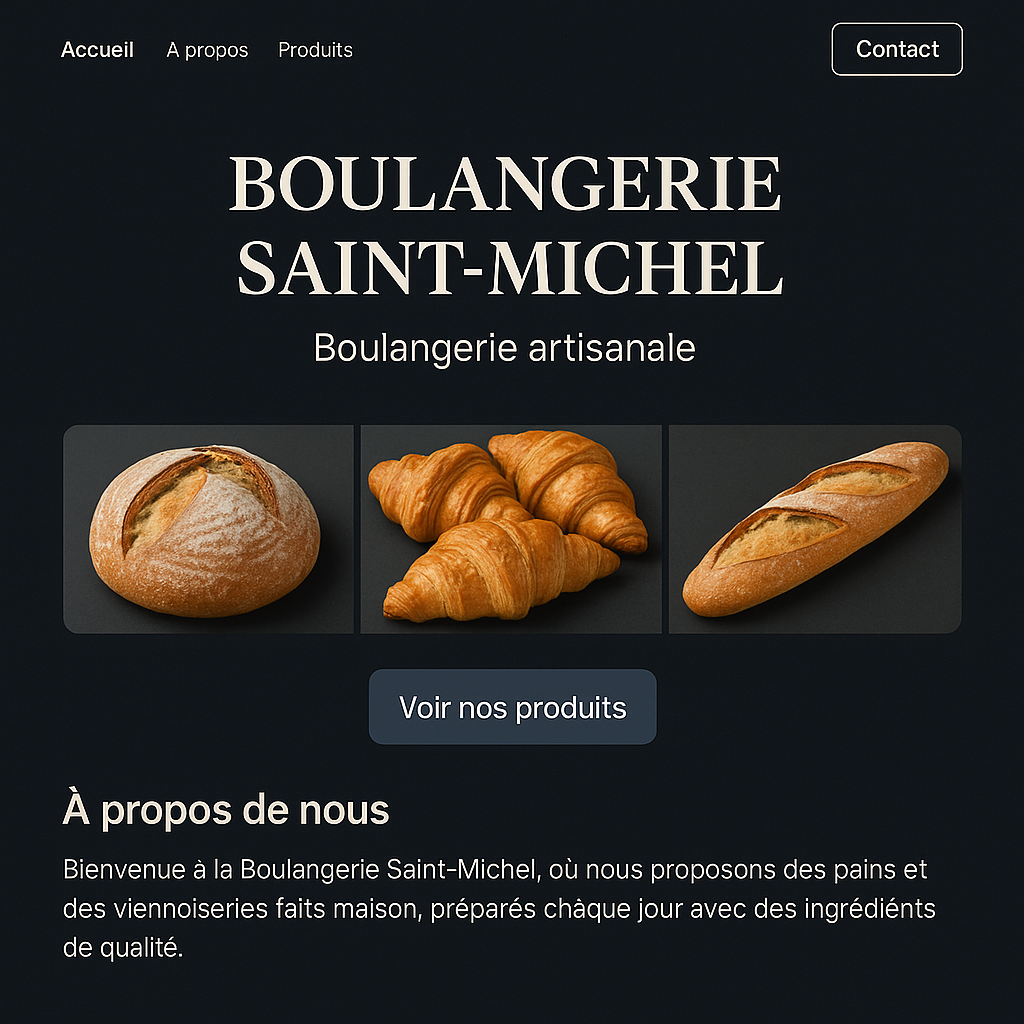 Accueil A propos Produits Contact
BOULANGERIE
SAINT-MICHEL
Boulangerie artisanale
Voir nos produits
À propos de nous
Bienvenue à la Boulangerie Saint-Michel, où nous proposons des pains et
des viennoiseries faits maison, préparés chàque jour avec des ingrédiénts
de qualité.